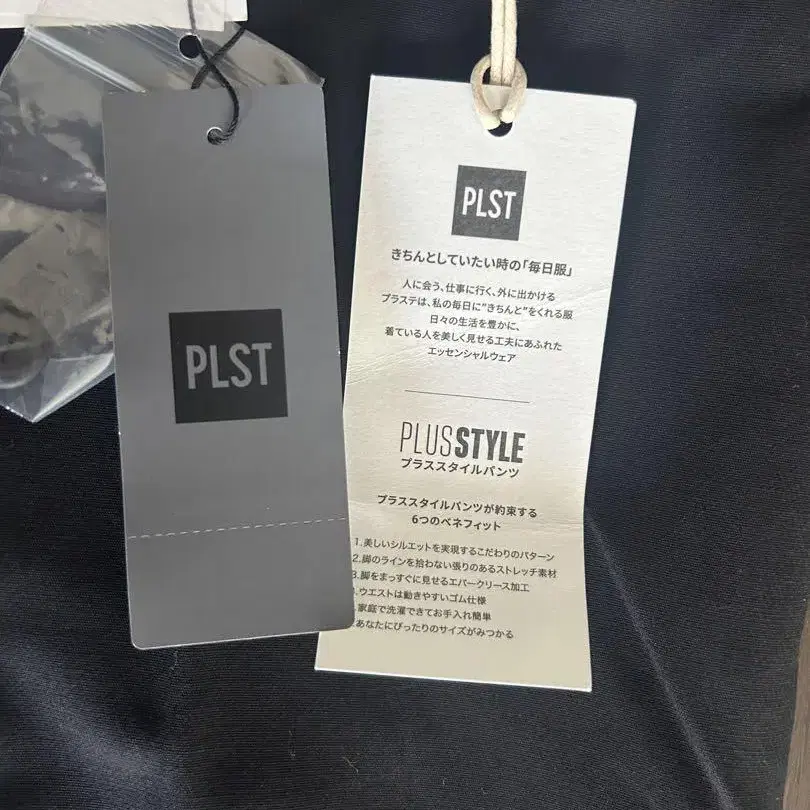 PLST
PLST
きちんとしていたい時の「毎日服」
人に会う、仕事に行く、外に出かける
プラステは、私の毎日に"きちんと"をくれる服
日々の生活を豊かに、
着ている人を美しく見せる工夫にあふれた
エッセンシャルウェア
PLUSSTYLE
プラススタイルパンツ
プラススタイルパンツが約束する
6つのベネフィット
1.美しいシルエットを実現するこだわりのパターン
2.脚のラインを拾わない張りのあるストレッチ素材
3.脚をまっすぐに見せるエバークリース加工
ウエストは動きやすいゴム仕様
家庭で洗濯できてお手入れ簡単
あなたにぴったりのサイズがみつかる